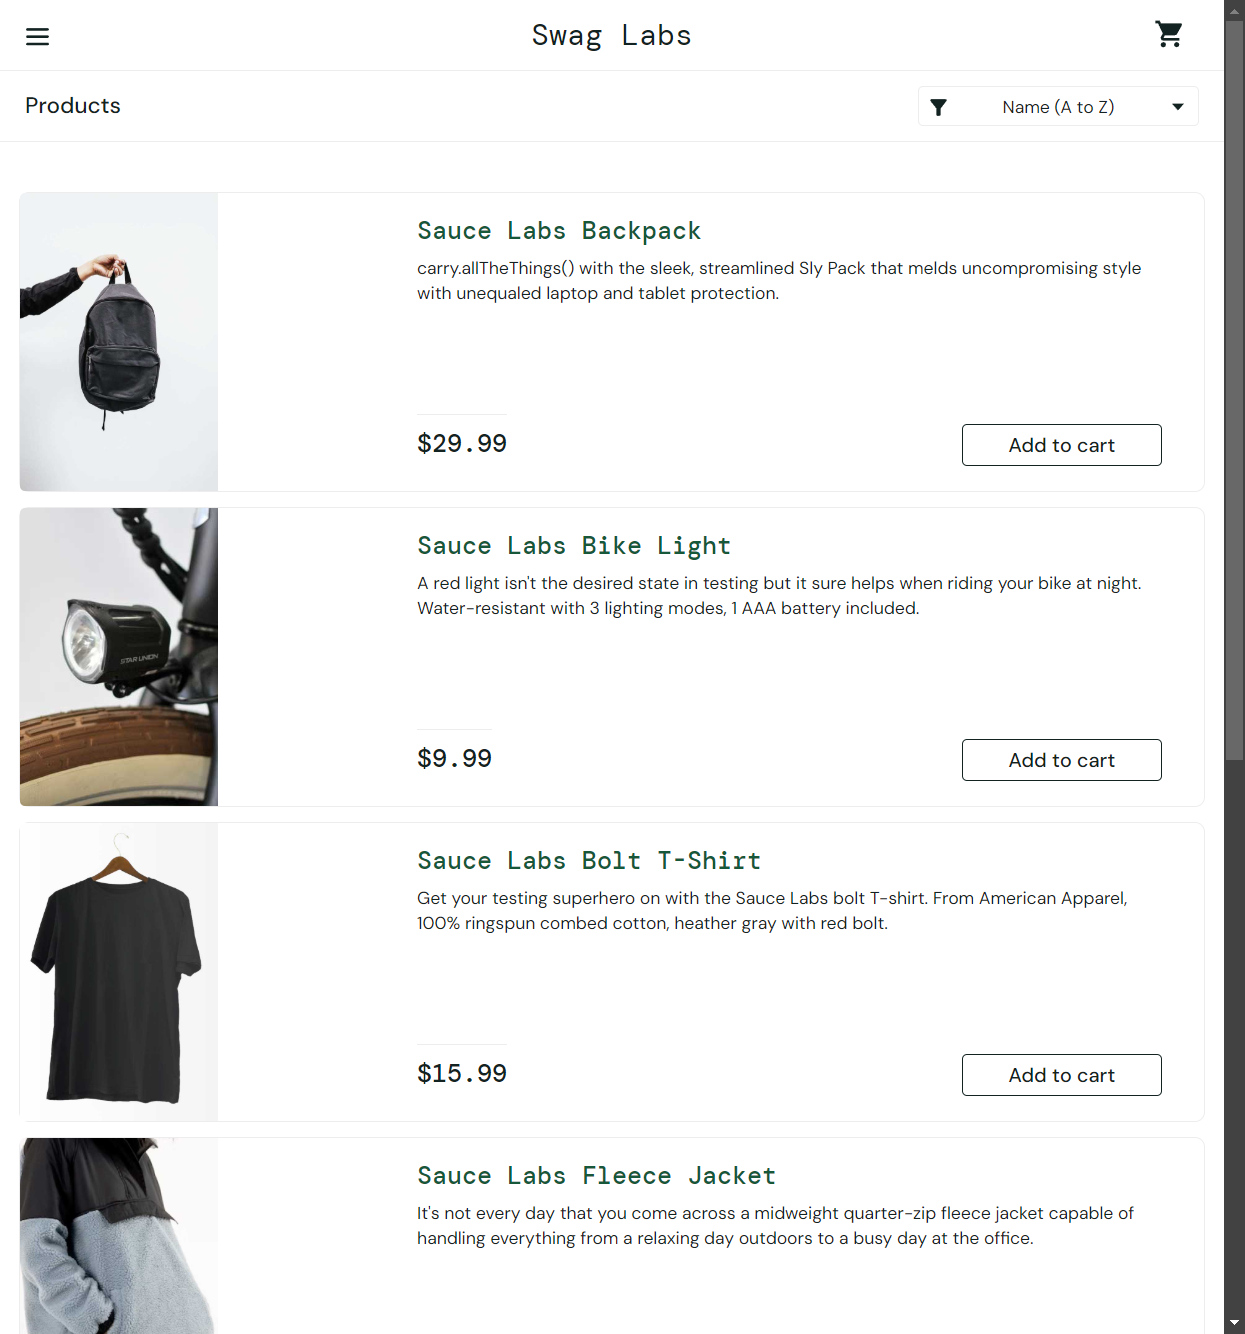 Swag Labs
Products
Name (A to Z)
Sauce Labs Backpack
carry.allTheThings() with the sleek, streamlined Sly Pack that melds uncompromising style
with unequaled laptop and tablet protection.
$29.99
Add to cart
Sauce Labs Bike Light
A red light isn't the desired state in testing but it sure helps when riding your bike at night.
Water-resistant with 3 lighting modes, 1 AAA battery included.
STAR UNION
$9.99
Add to cart
Sauce Labs Bolt T-Shirt
Get your testing superhero on with the Sauce Labs bolt T-shirt. From American Apparel,
100% ringspun combed cotton, heather gray with red bolt.
$15.99
Add to cart
Sauce Labs Fleece Jacket
It's not every day that you come across a midweight quarter-zip fleece jacket capable of
handling everything from a relaxing day outdoors to a busy day at the office.